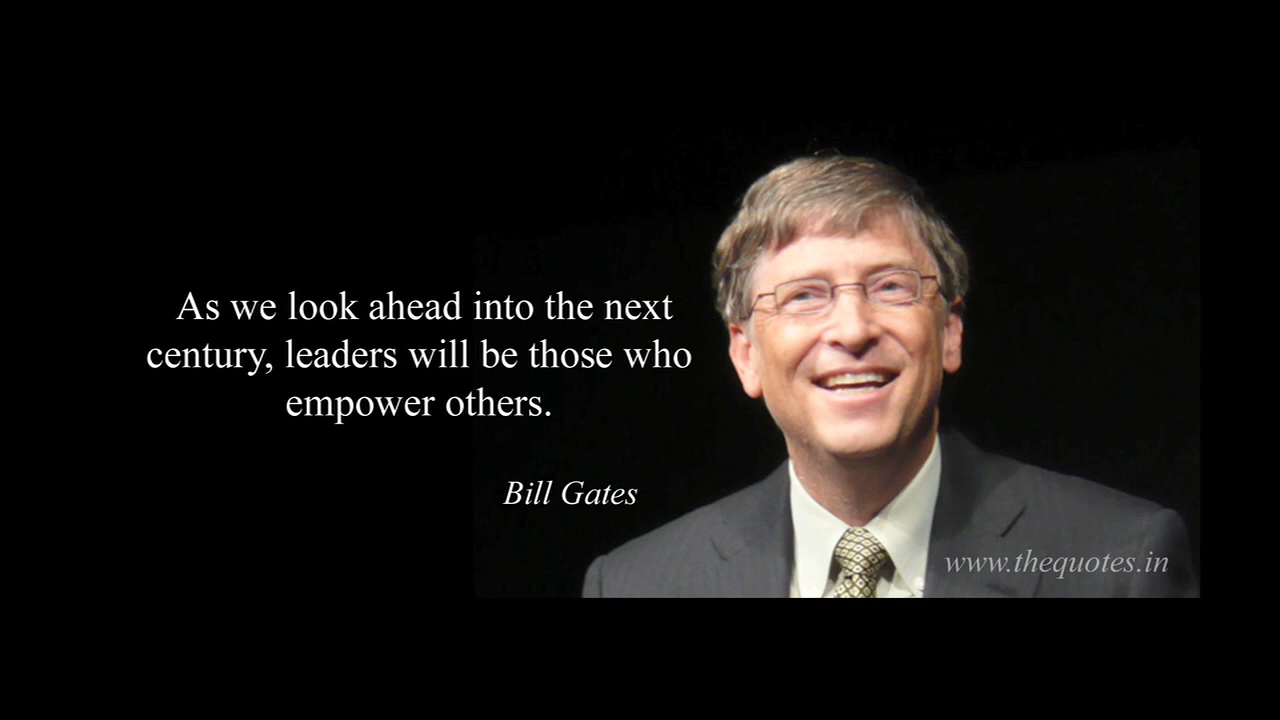 As we look ahead into the next
century, leaders will be those who
empower others.
Bill Gates
www.thequotes.in